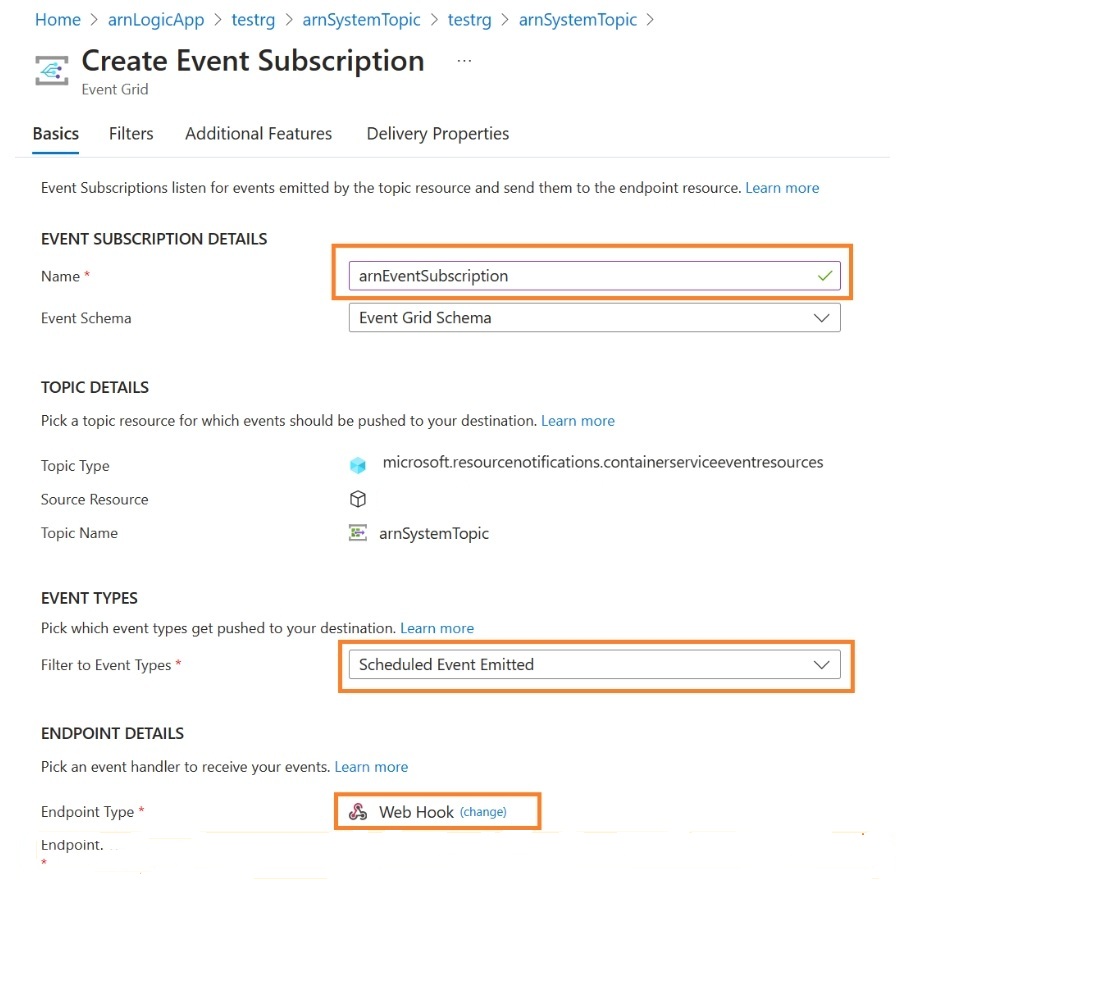 Home > arnLogicApp > testrg > arnSystemTopic > testrg > arnSystemTopic >
Create Event Subscription ...
Event Grid
Basics Filters Additional Features Delivery Properties
Event Subscriptions listen for events emitted by the topic resource and send them to the endpoint resource. Learn more
EVENT SUBSCRIPTION DETAILS
Name * arnEventSubscription
Event Schema Event Grid Schema
TOPIC DETAILS
Pick a topic resource for which events should be pushed to your destination. Learn more
Topic Type microsoft.resourcenotifications.containerserviceeventresources
Source Resource
Topic Name arnSystemTopic
EVENT TYPES
Pick which event types get pushed to your destination. Learn more
Filter to Event Types * Scheduled Event Emitted
ENDPOINT DETAILS
Pick an event handler to receive your events. Learn more
Endpoint Type * Web Hook (change)
Endpoint.
*